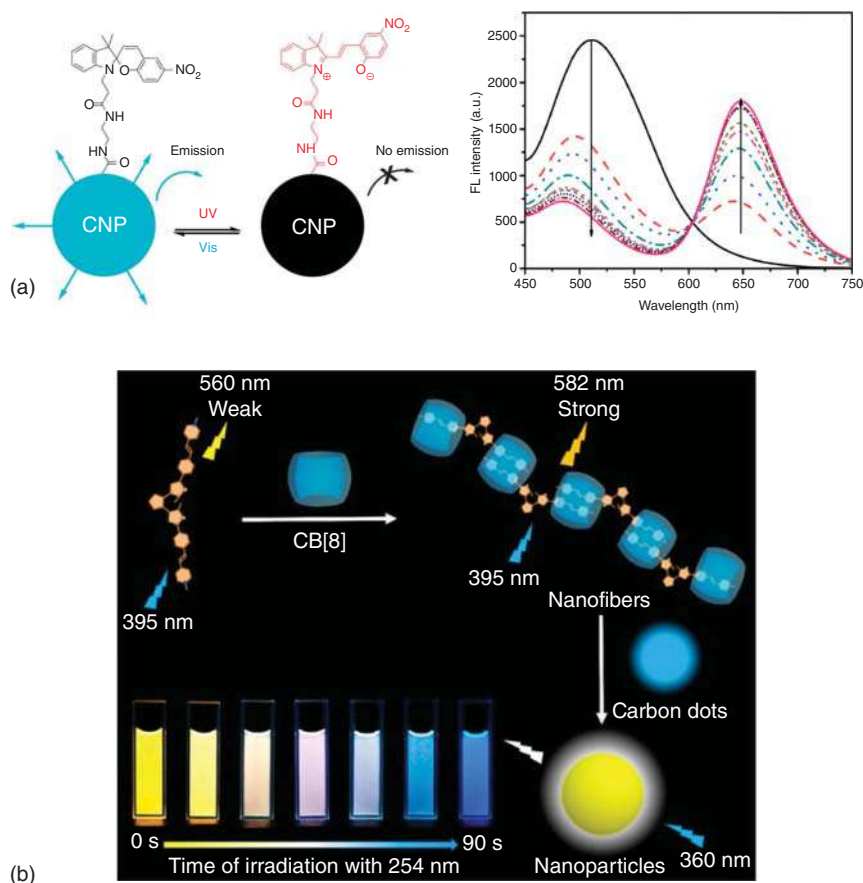 NO₂
N
O
O
NH
HN
O
Emission
CNP
(a)
UV
Vis
NO₂
N
⊕
O
⊖
O
NH
HN
O
No emission
CNP
FL intensity (a.u.)
2500
2000
1500
1000
500
0
450 500 550 600 650 700 750
Wavelength (nm)
560 nm
Weak
395 nm
CB[8]
582 nm
Strong
395 nm
Nanofibers
Carbon dots
Nanoparticles
360 nm
0 s
90 s
Time of irradiation with 254 nm
(b)